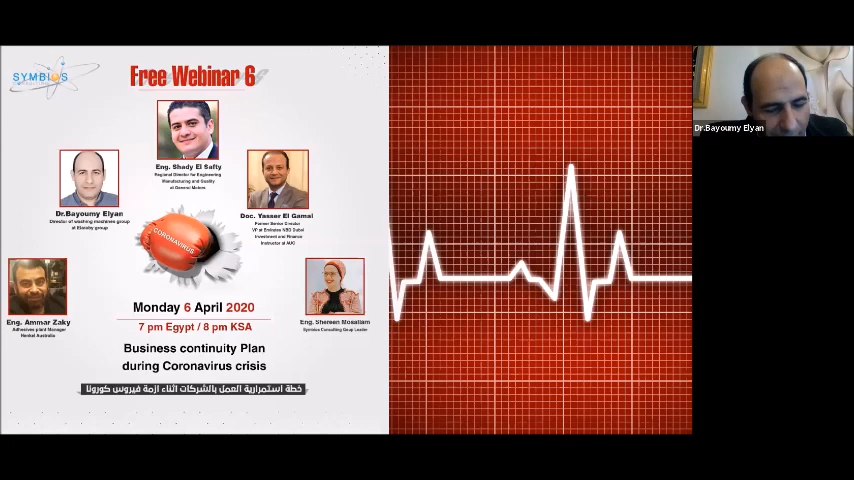 SYMBIOS
CONSULTING
Free Webinar 6
Eng. Shady El Safty
Regional Director for Engineering
Manufacturing and Quality
at General Motors
Dr.Bayoumy Elyan
Director of washing machines group
at Elaraby group
Doc. Yasser El Gamal
Former Senior Director
VP at Emirates NBD Dubai
Investment and Finance
Instructor at AUC
CORONAVIRUS
Eng. Ammar Zaky
Adhesives plant Manager
Henkel Australia
Eng. Shereen Mosallam
Symbios Consulting Goup Leader
Monday 6 April 2020
7 pm Egypt / 8 pm KSA
Business continuity Plan
during Coronavirus crisis
خطة استمرارية العمل بالشركات اثناء ازمة فيروس كورونا
Dr.Bayoumy Elyan